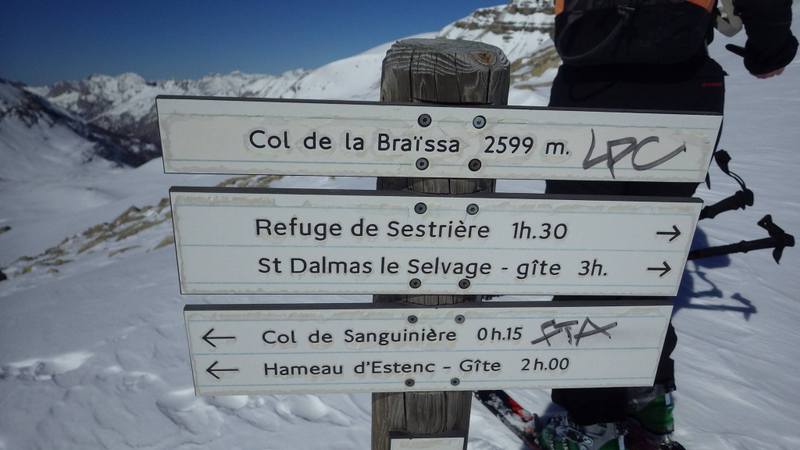 Col de la Braïssa 2599 m. LPC
Refuge de Sestrière 1h.30 →
St Dalmas le Selvage - gîte 3h. →
← Col de Sanguinière 0h.15 FTA
← Hameau d'Estenc - Gîte 2h.00